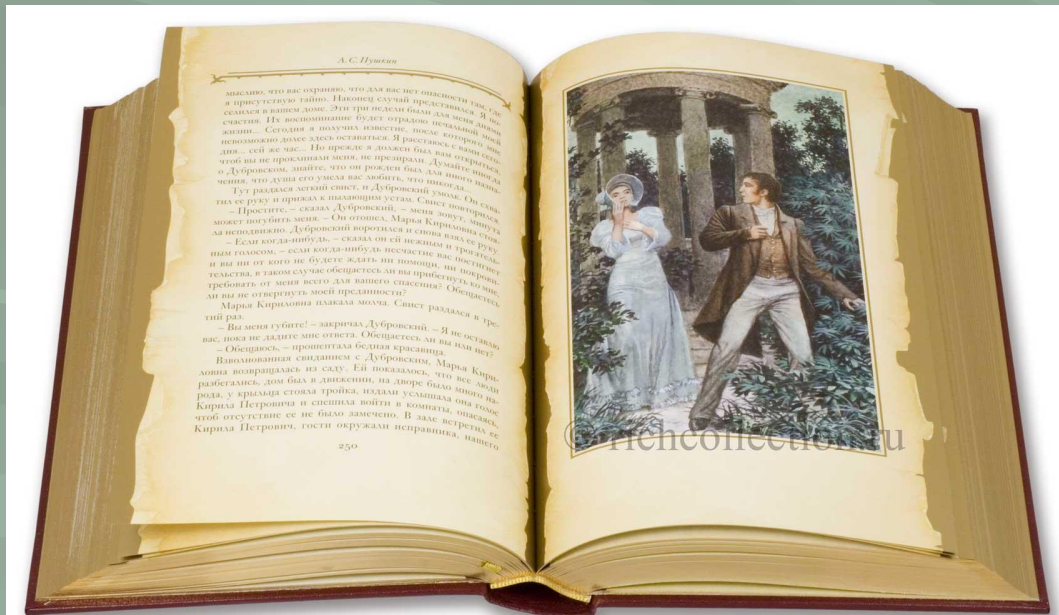 А. С. Пушкин
мыслию, что вас охраняю, что для вас нет опасности там, где
я присутствую тайно. Наконец случай представился. Я по-
селился в вашем доме. Эти три недели были для меня днями
счастия. Их воспоминание будет отрадою печальной моей
жизни... Сегодня я получил известие, после которого мне
невозможно долее здесь оставаться. Я расстаюсь с вами сего-
дня... сей же час... Но прежде я должен был вам открыться,
чтоб вы не проклинали меня, не презирали. Думайте иногда
о Дубровском, знайте, что он рожден был для иного назна-
чения, что душа его умела вас любить, что никогда...
Тут раздался легкий свист, и Дубровский умолк. Он схва-
тил ее руку и прижал к пылающим устам. Свист повторился.
– Простите, – сказал Дубровский, – меня зовут, минута
может погубить меня. – Он отошел, Марья Кириловна стоя-
ла неподвижно. Дубровский воротился и снова взял ее руку.
– Если когда-нибудь, – сказал он ей нежным и трогатель-
ным голосом, – если когда-нибудь несчастие вас постигнет
и вы ни от кого не будете ждать ни помощи, ни покрови-
тельства, в таком случае обещаетесь ли вы прибегнуть ко мне,
требовать от меня всего для вашего спасения? Обещаетесь
ли вы не отвергнуть моей преданности?
Марья Кириловна плакала молча. Свист раздался в тре-
тий раз.
– Вы меня губите! – закричал Дубровский. – Я не оставлю
вас, пока не дадите мне ответа. Обещаетесь ли вы или нет?
– Обещаюсь, – прошептала бедная красавица.
Взволнованная свиданием с Дубровским, Марья Кири-
ловна возвращалась из саду. Ей показалось, что все люди
разбегались, дом был в движении, на дворе было много на-
рода, у крыльца стояла тройка, издали услышала она голос
Кирила Петровича и спешила войти в комнаты, опасаясь,
чтоб отсутствие ее не было замечено. В зале встретил ее
Кирила Петрович, гости окружали исправника, нашего
250
© richcollection.ru